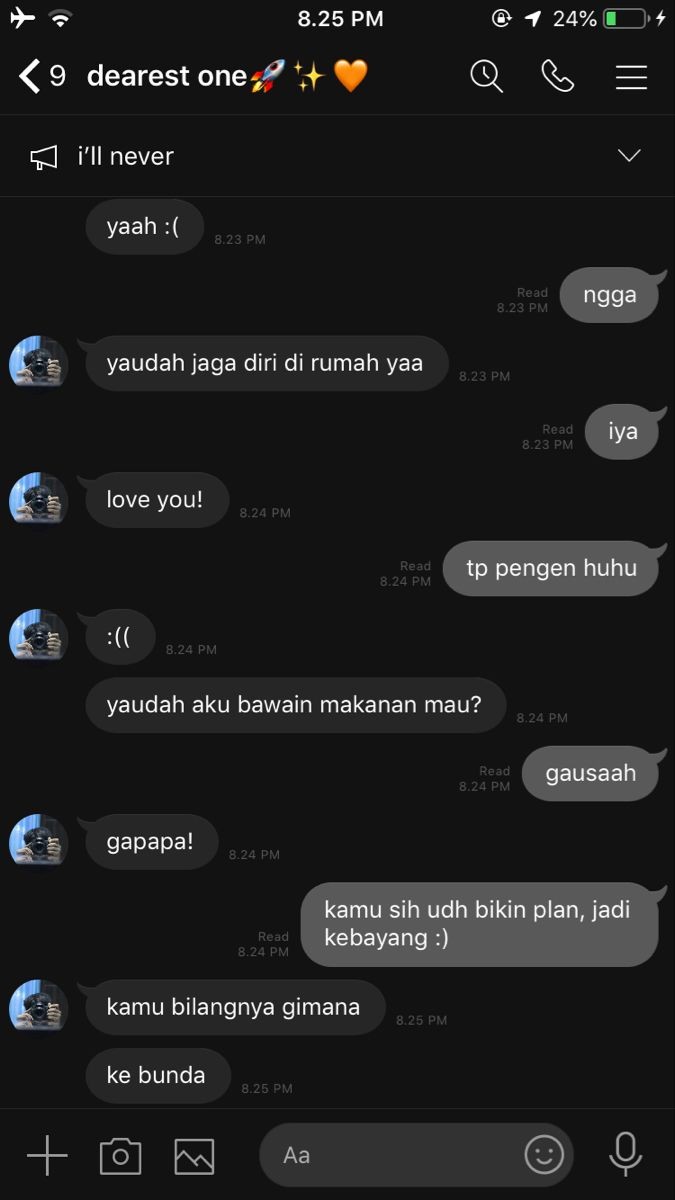 8.25 PM
24%
9 dearest one🚀✨🧡
i'll never
yaah :(
8.23 PM
ngga
Read
8.23 PM
yaudah jaga diri di rumah yaa
8.23 PM
iya
Read
8.23 PM
love you!
8.24 PM
tp pengen huhu
Read
8.24 PM
:((
8.24 PM
yaudah aku bawain makanan mau?
8.24 PM
gausaah
Read
8.24 PM
gapapa!
8.24 PM
kamu sih udh bikin plan, jadi
kebayang :)
Read
8.24 PM
kamu bilangnya gimana
8.25 PM
ke bunda
8.25 PM
Aa